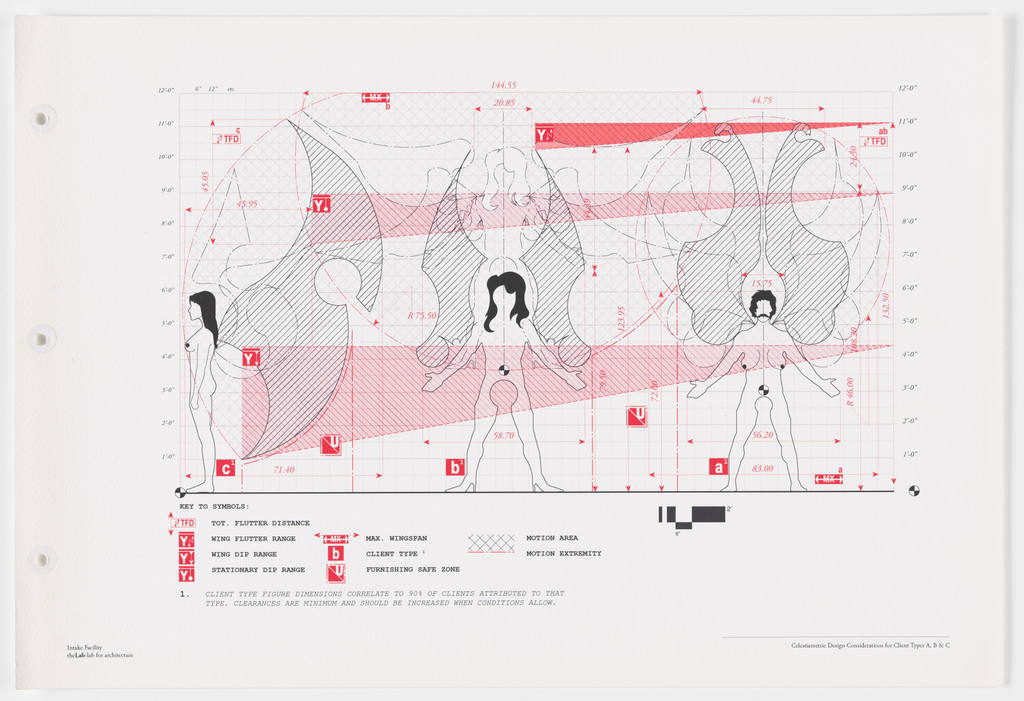 144.55
12'-0"
6" 12" in.
MX
b
20.85
44.75
12'-0"
11'-0"
TFD
c
Y
11'-0"
ab
TFD
10'-0"
24.30
10'-0"
45.05
9'-0"
45.95
Y
9'-0"
8'-0"
8'-0"
7'-0"
7'-0"
6'-0"
15.75
6'-0"
5'-0"
R 75.50
123.95
132.50
5'-0"
4'-0"
Y
4'-0"
3'-0"
79.50
72.00
R 46.00
3'-0"
2'-0"
U
2'-0"
1'-0"
U
58.70
56.20
1'-0"
c
71.40
b
a
83.00
MX
a
KEY TO SYMBOLS:
TFD TOT. FLUTTER DISTANCE
Y WING FLUTTER RANGE
MX MAX. WINGSPAN
MOTION AREA
Y WING DIP RANGE
b CLIENT TYPE 1
MOTION EXTREMITY
Y STATIONARY DIP RANGE
U FURNISHING SAFE ZONE
2'
6"
1. CLIENT TYPE FIGURE DIMENSIONS CORRELATE TO 90% OF CLIENTS ATTRIBUTED TO THAT
TYPE. CLEARANCES ARE MINIMUM AND SHOULD BE INCREASED WHEN CONDITIONS ALLOW.
Intake Facility
theLab-lab for architecture
Celestiametric Design Considerations for Client Types A, B & C